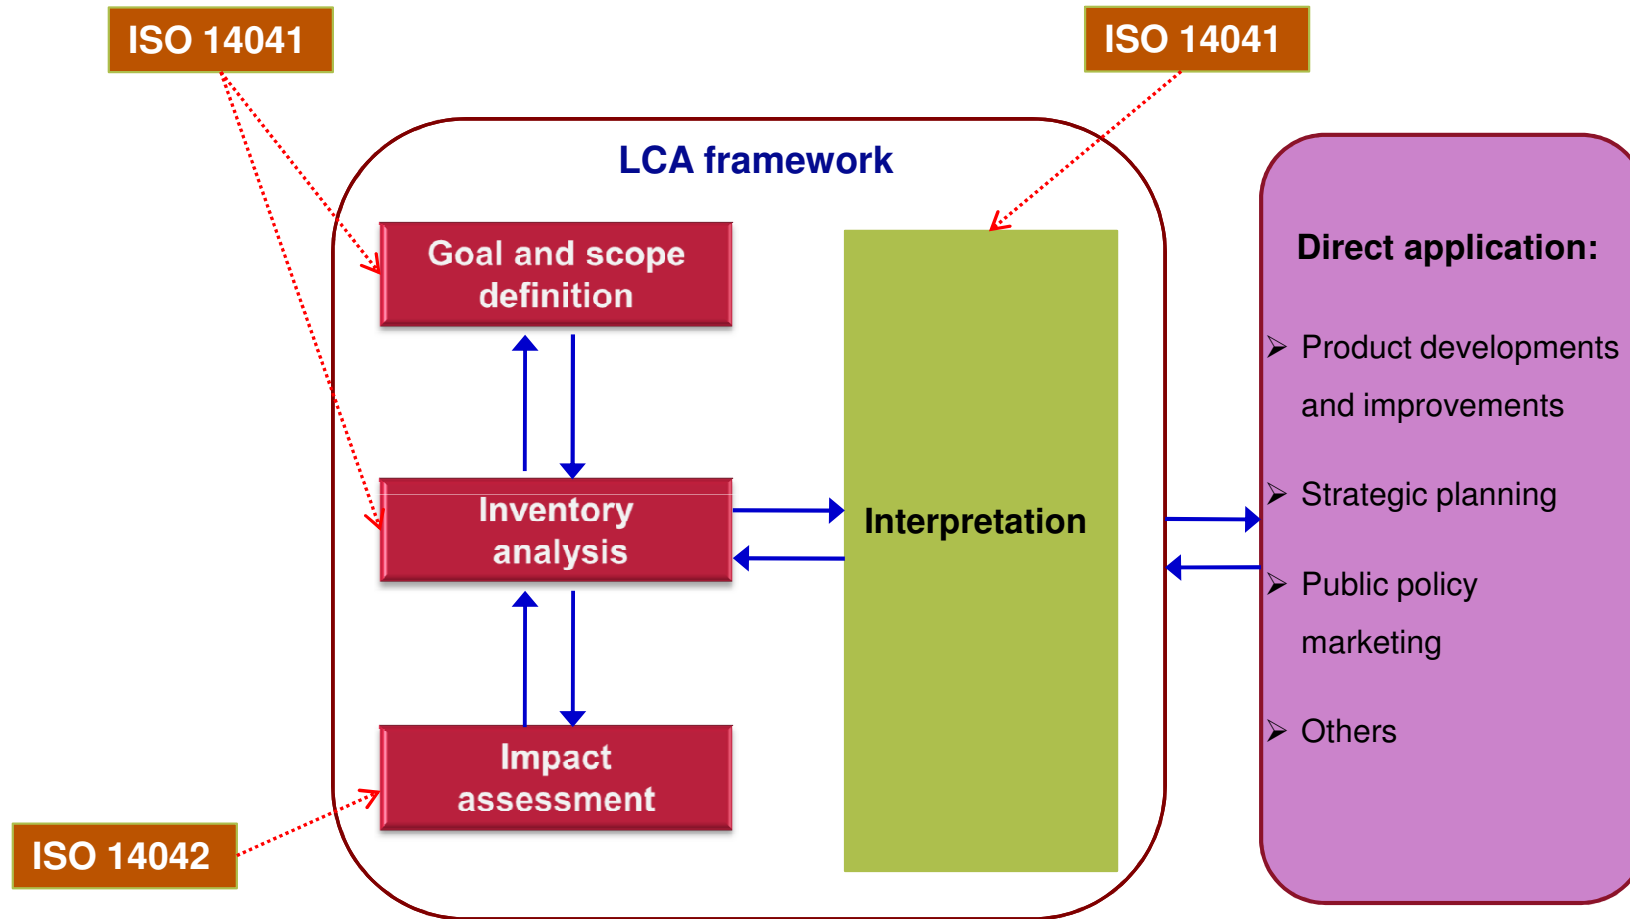 ISO 14041
ISO 14041
LCA framework
Goal and scope
definition
Inventory
analysis
Impact
assessment
ISO 14042
Interpretation
Direct application:
➢ Product developments
and improvements
➢ Strategic planning
➢ Public policy
marketing
➢ Others